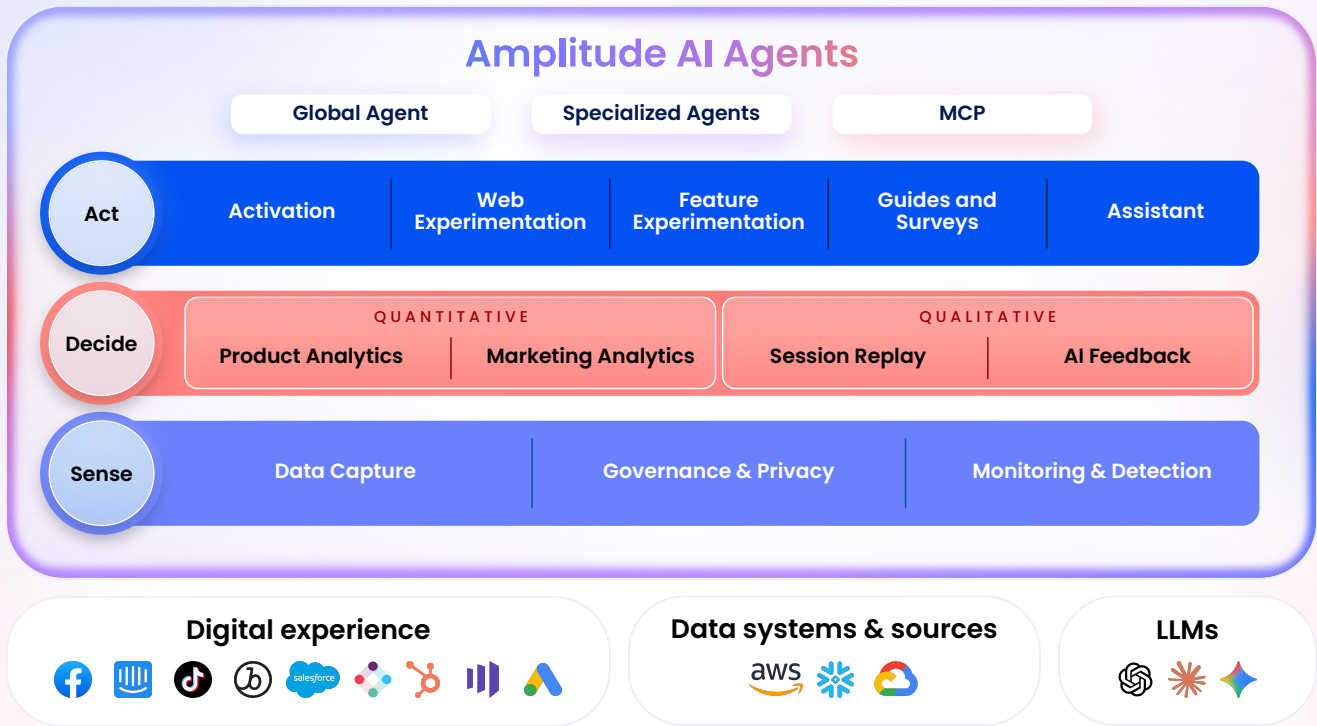 Amplitude AI Agents
Global Agent
Specialized Agents
MCP
Act
Activation
Web
Experimentation
Feature
Experimentation
Guides and
Surveys
Assistant
Decide
QUANTITATIVE
Product Analytics
Marketing Analytics
QUALITATIVE
Session Replay
AI Feedback
Sense
Data Capture
Governance & Privacy
Monitoring & Detection
Digital experience
salesforce
Data systems & sources
aws
LLMs